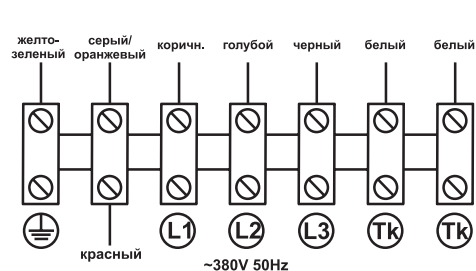 желто-
зеленый
серый/
оранжевый
коричн.
голубой
черный
белый
белый
L1
L2
L3
Tk
Tk
красный
~380V 50Hz